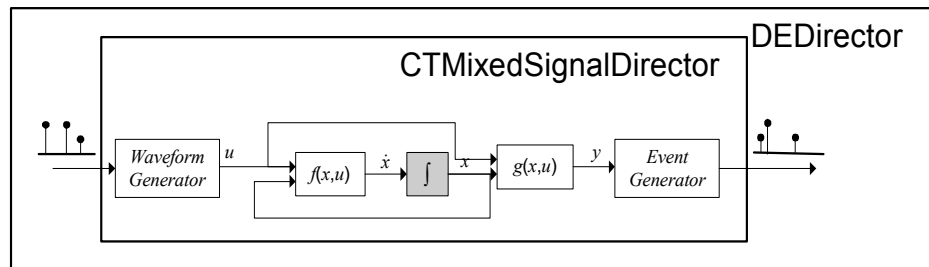 DEDirector
CTMixedSignalDirector
Waveform
Generator
u
f(x,u)
ẋ
∫
x
g(x,u)
y
Event
Generator